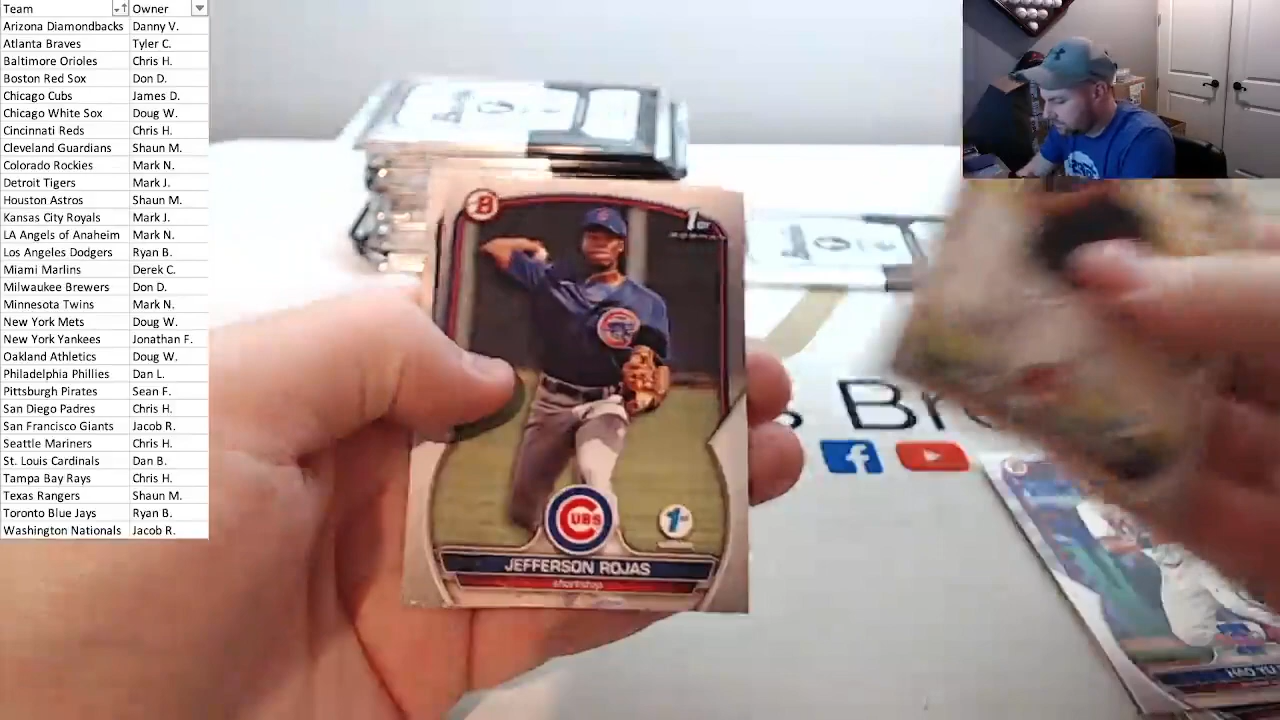 Team Owner
Arizona Diamondbacks Danny V.
Atlanta Braves Tyler C.
Baltimore Orioles Chris H.
Boston Red Sox Don D.
Chicago Cubs James D.
Chicago White Sox Doug W.
Cincinnati Reds Chris H.
Cleveland Guardians Shaun M.
Colorado Rockies Mark N.
Detroit Tigers Mark J.
Houston Astros Shaun M.
Kansas City Royals Mark J.
LA Angels of Anaheim Mark N.
Los Angeles Dodgers Ryan B.
Miami Marlins Derek C.
Milwaukee Brewers Don D.
Minnesota Twins Mark N.
New York Mets Doug W.
New York Yankees Jonathan F.
Oakland Athletics Doug W.
Philadelphia Phillies Dan L.
Pittsburgh Pirates Sean F.
San Diego Padres Chris H.
San Francisco Giants Jacob R.
Seattle Mariners Chris H.
St. Louis Cardinals Dan B.
Tampa Bay Rays Chris H.
Texas Rangers Shaun M.
Toronto Blue Jays Ryan B.
Washington Nationals Jacob R.
B
1st
CUBS
1st
JEFFERSON ROJAS
shortstop
s Br
f
HAO YU